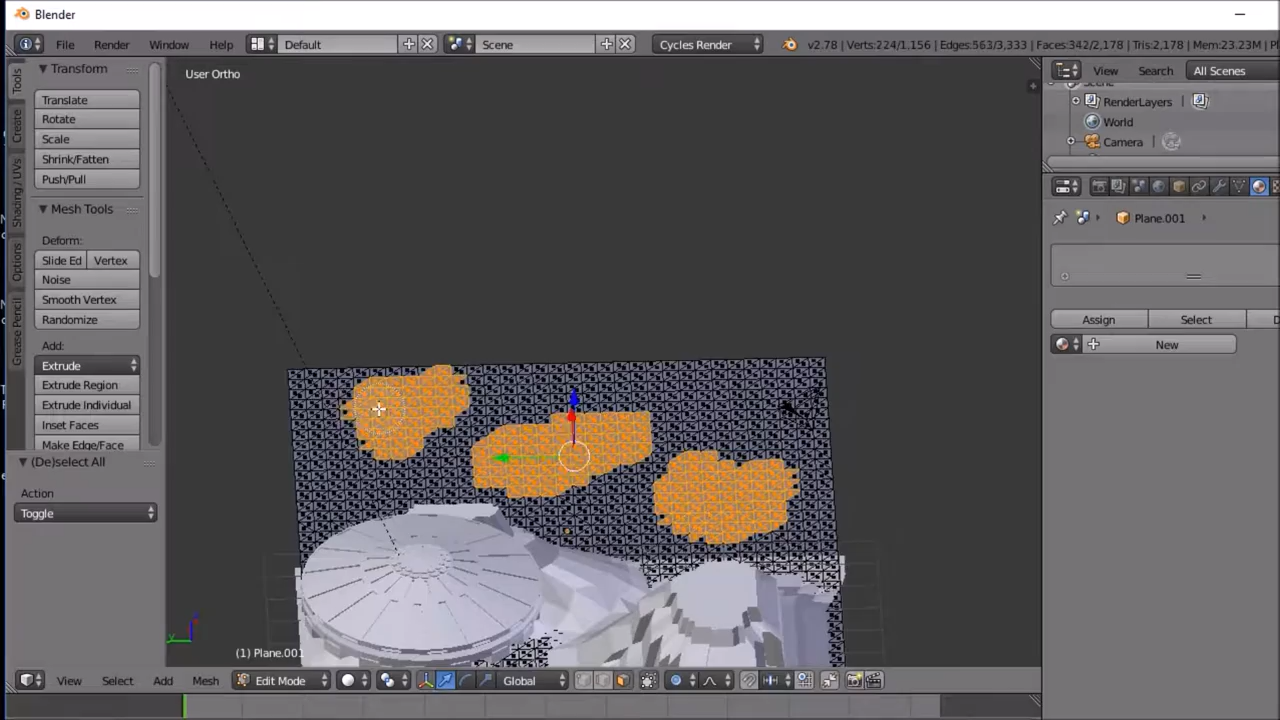 Blender
File Render Window Help Default Scene Cycles Render v2.78 | Verts:224/1,156 | Edges:563/3,333 | Faces:342/2,178 | Tris:2,178 | Mem:23.23M |
Transform
Translate
Rotate
Scale
Shrink/Fatten
Push/Pull
Mesh Tools
Deform:
Slide Ed Vertex
Noise
Smooth Vertex
Randomize
Add:
Extrude
Extrude Region
Extrude Individual
Inset Faces
Make Edge/Face
(De)select All
Action
Toggle
Tools
Create
Shading / UVs
Options
Grease Pencil
User Ortho
(1) Plane.001
View Select Add Mesh Edit Mode Global
View Search All Scenes
RenderLayers
World
Camera
Plane.001
Assign Select
New